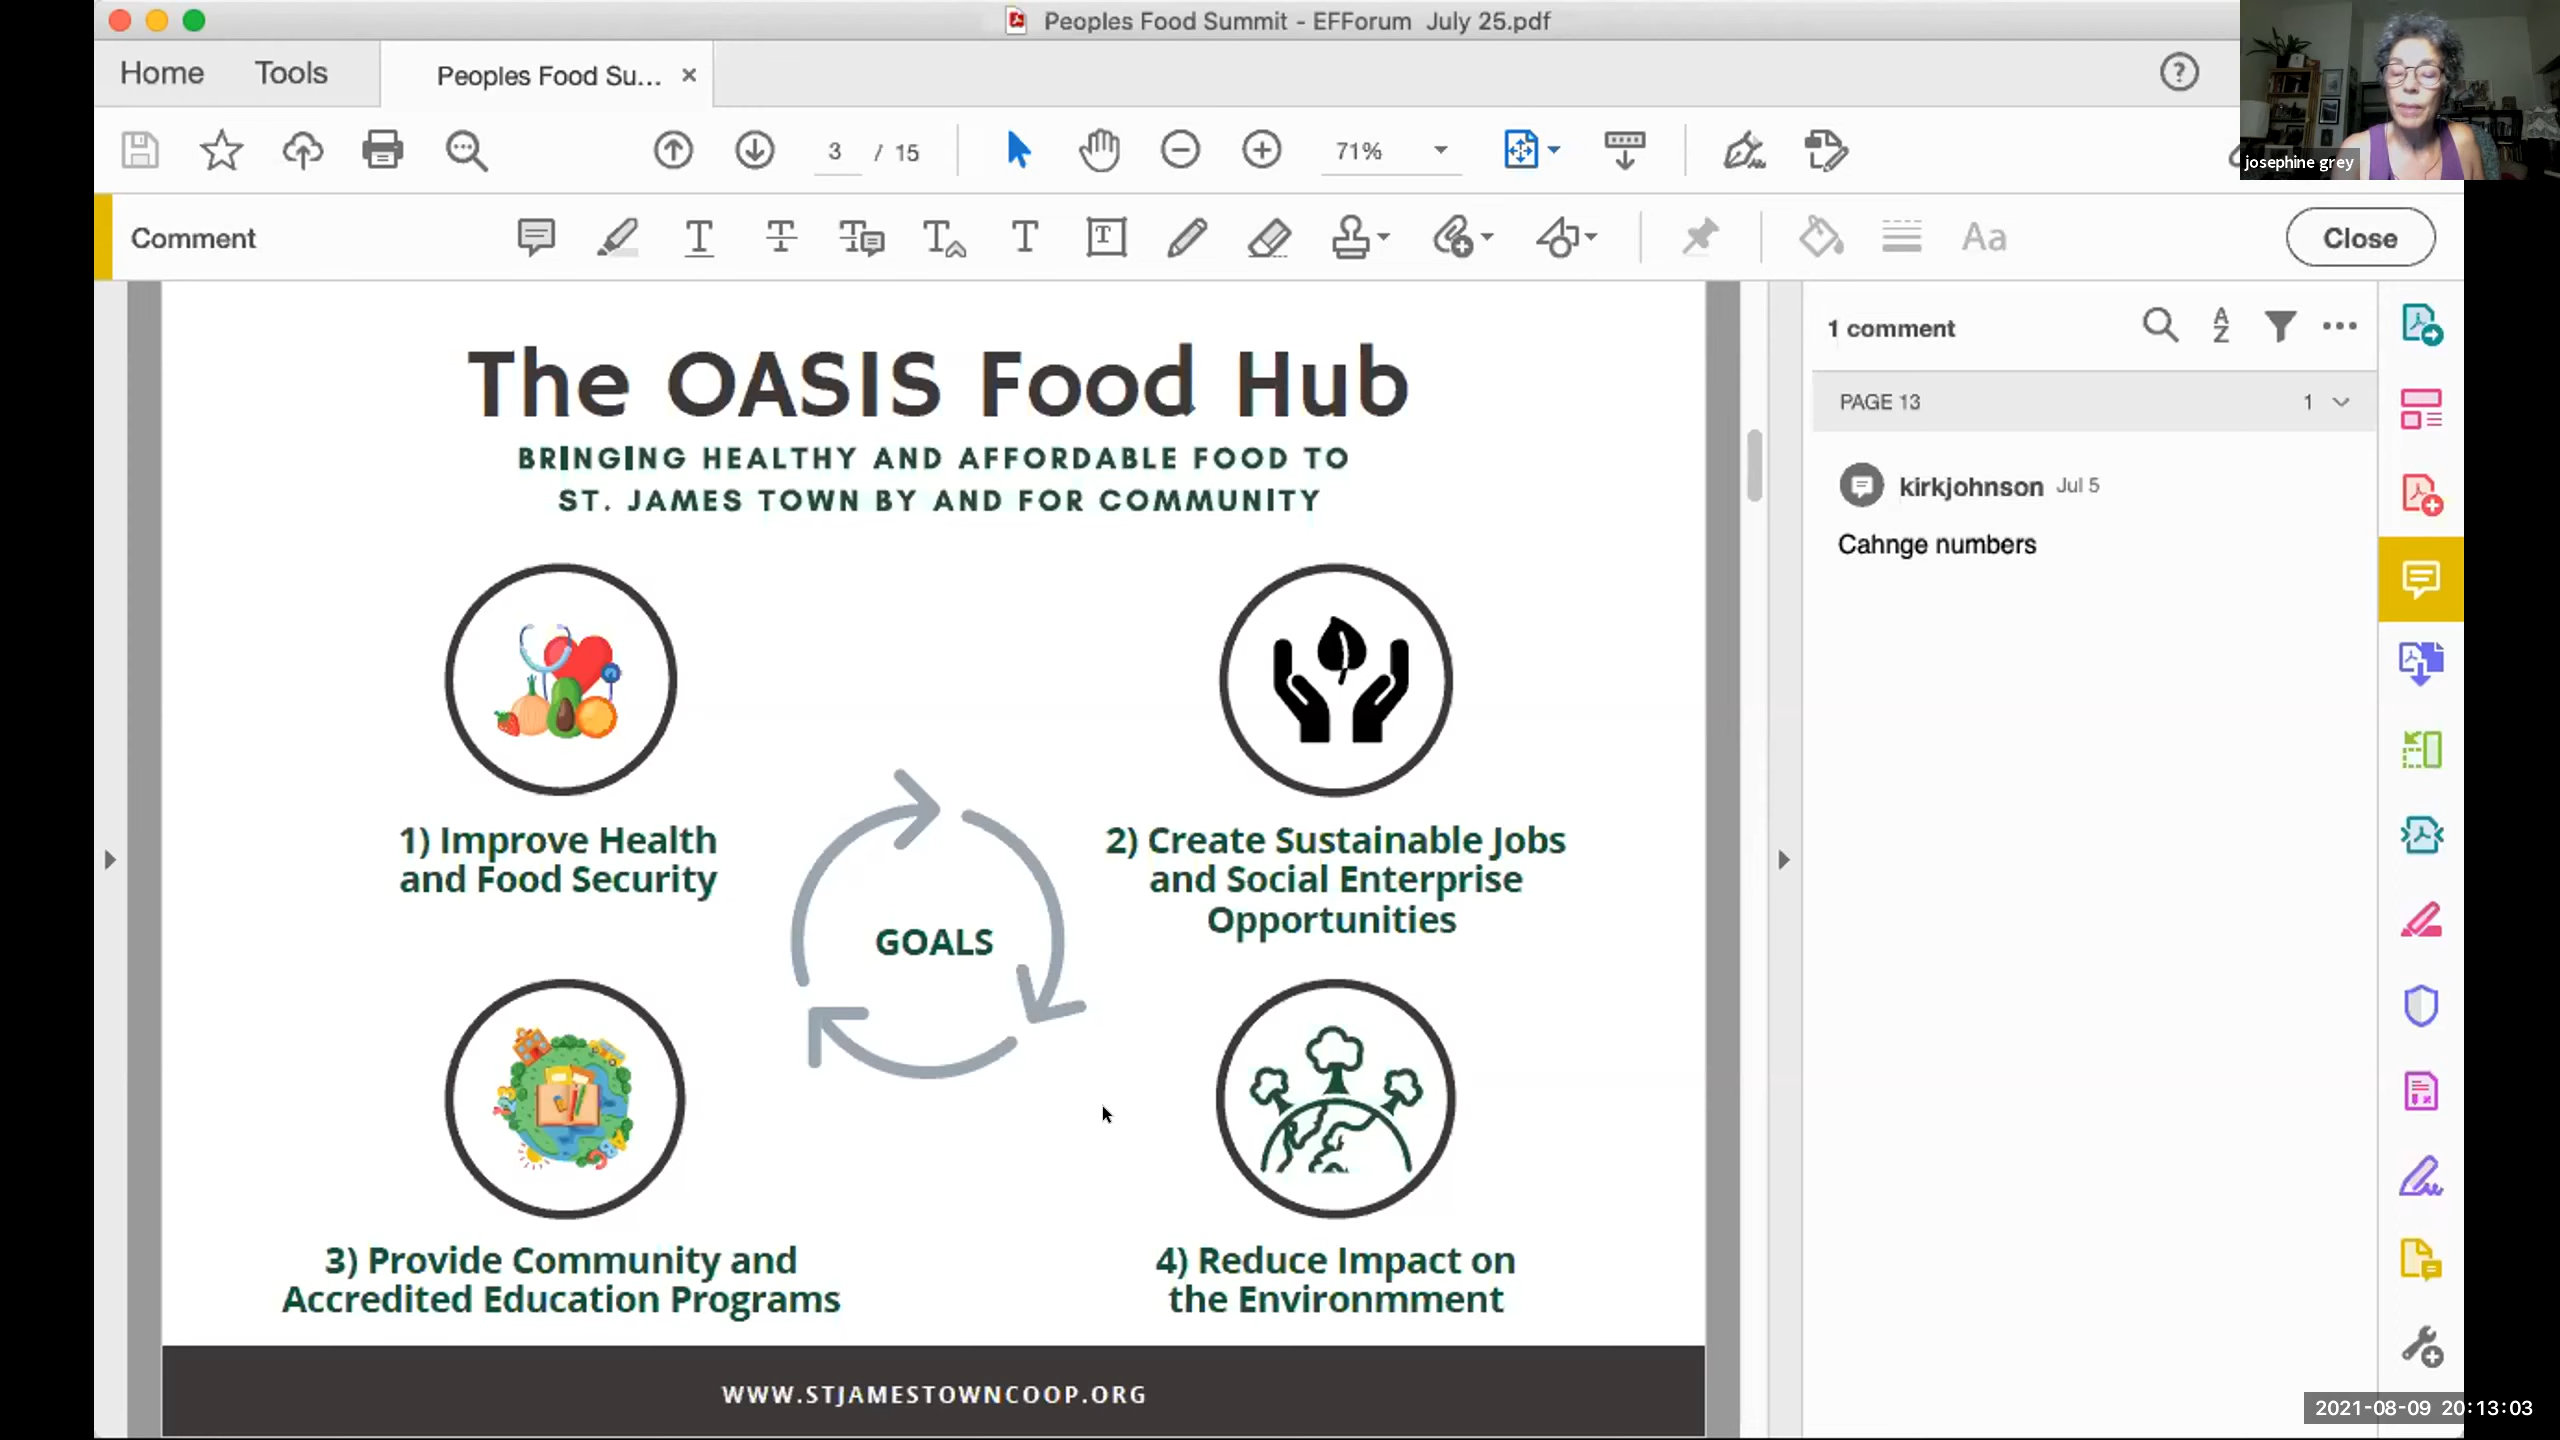 Peoples Food Summit - EFForum  July 25.pdf
Home
Tools
Peoples Food Su...
josephine grey
3 / 15
71%
Comment
Close
The OASIS Food Hub
BRINGING HEALTHY AND AFFORDABLE FOOD TO
ST. JAMES TOWN BY AND FOR COMMUNITY
1) Improve Health
and Food Security
2) Create Sustainable Jobs
and Social Enterprise
Opportunities
GOALS
3) Provide Community and
Accredited Education Programs
4) Reduce Impact on
the Environmment
WWW.STJAMESTOWNCOOP.ORG
1 comment
PAGE 13
1
kirkjohnson Jul 5
Cahnge numbers
2021-08-09 20:13:03